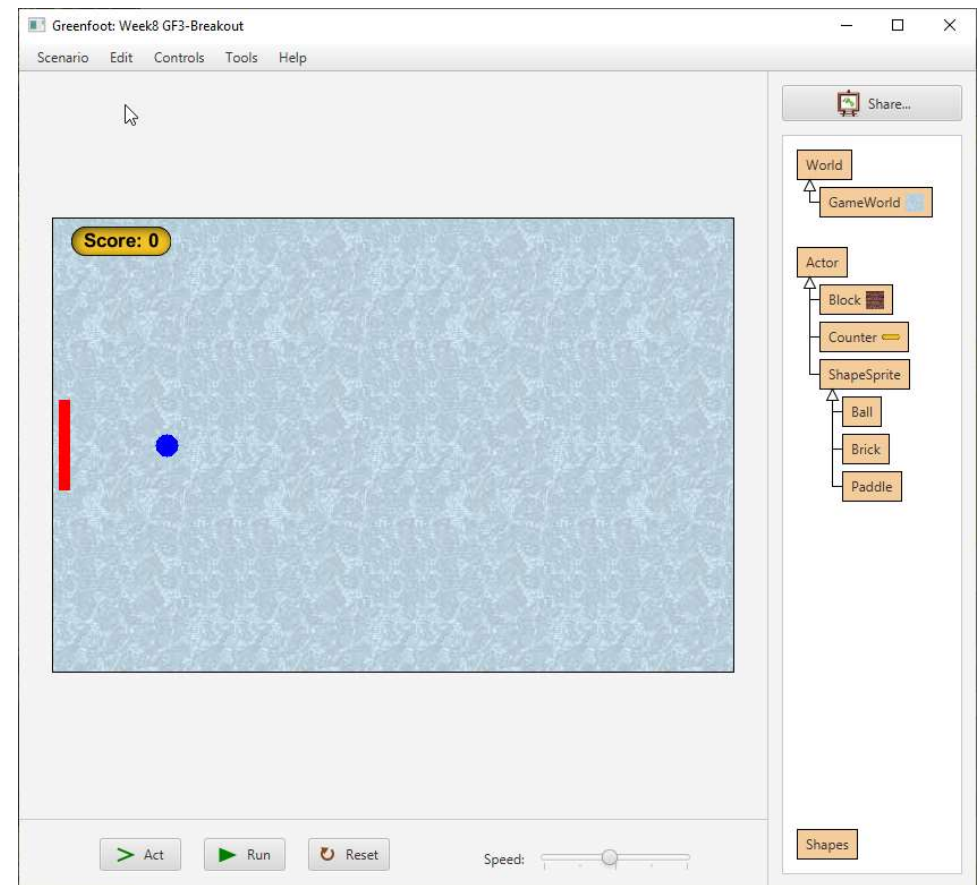 Greenfoot: Week8 GF3-Breakout
Scenario Edit Controls Tools Help
Share...
World
GameWorld
Score: 0
Actor
Block
Counter
ShapeSprite
Ball
Brick
Paddle
Shapes
Act Run Reset Speed: